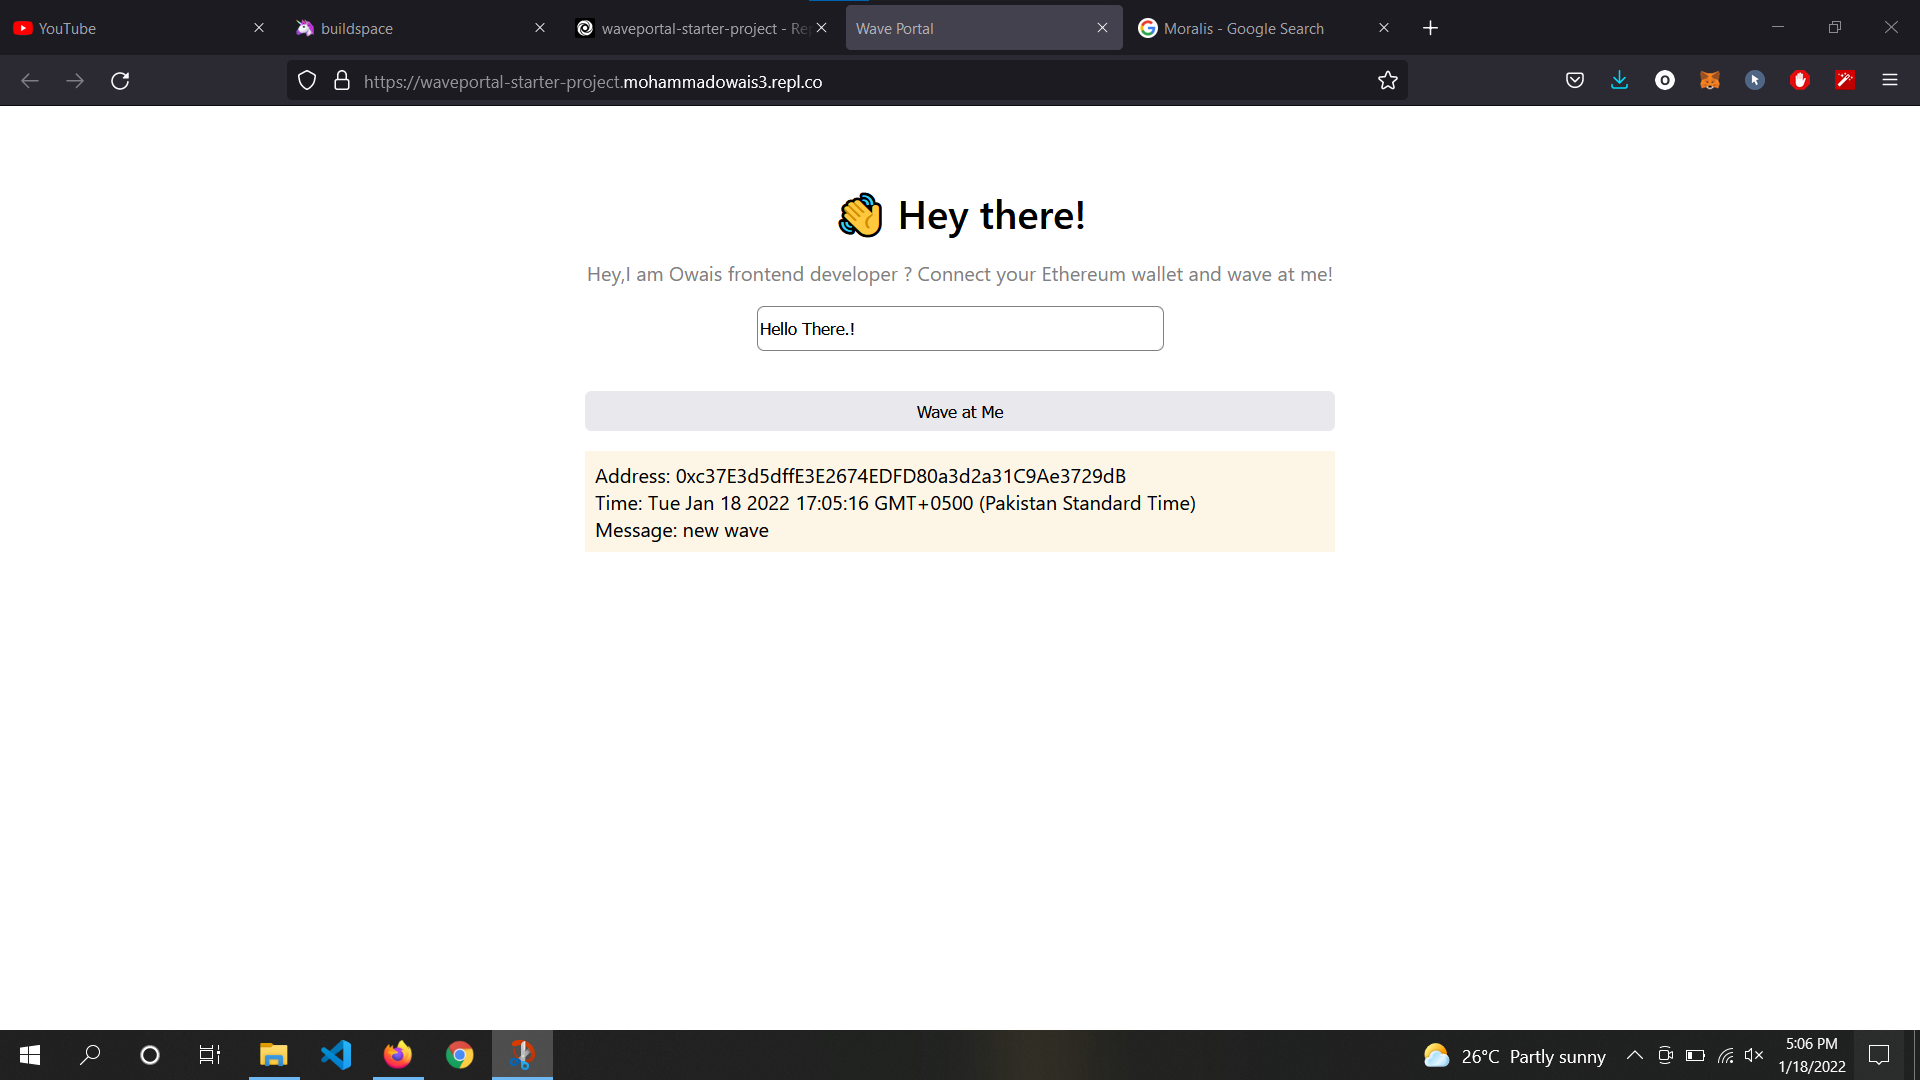 YouTube
buildspace
waveportal-starter-project - Rep
Wave Portal
Moralis - Google Search
https://waveportal-starter-project.mohammadowais3.repl.co
Hey there!
Hey,I am Owais frontend developer ? Connect your Ethereum wallet and wave at me!
Hello There.!
Wave at Me
Address: 0xc37E3d5dffE3E2674EDFD80a3d2a31C9Ae3729dB
Time: Tue Jan 18 2022 17:05:16 GMT+0500 (Pakistan Standard Time)
Message: new wave
26°C Partly sunny
5:06 PM
1/18/2022